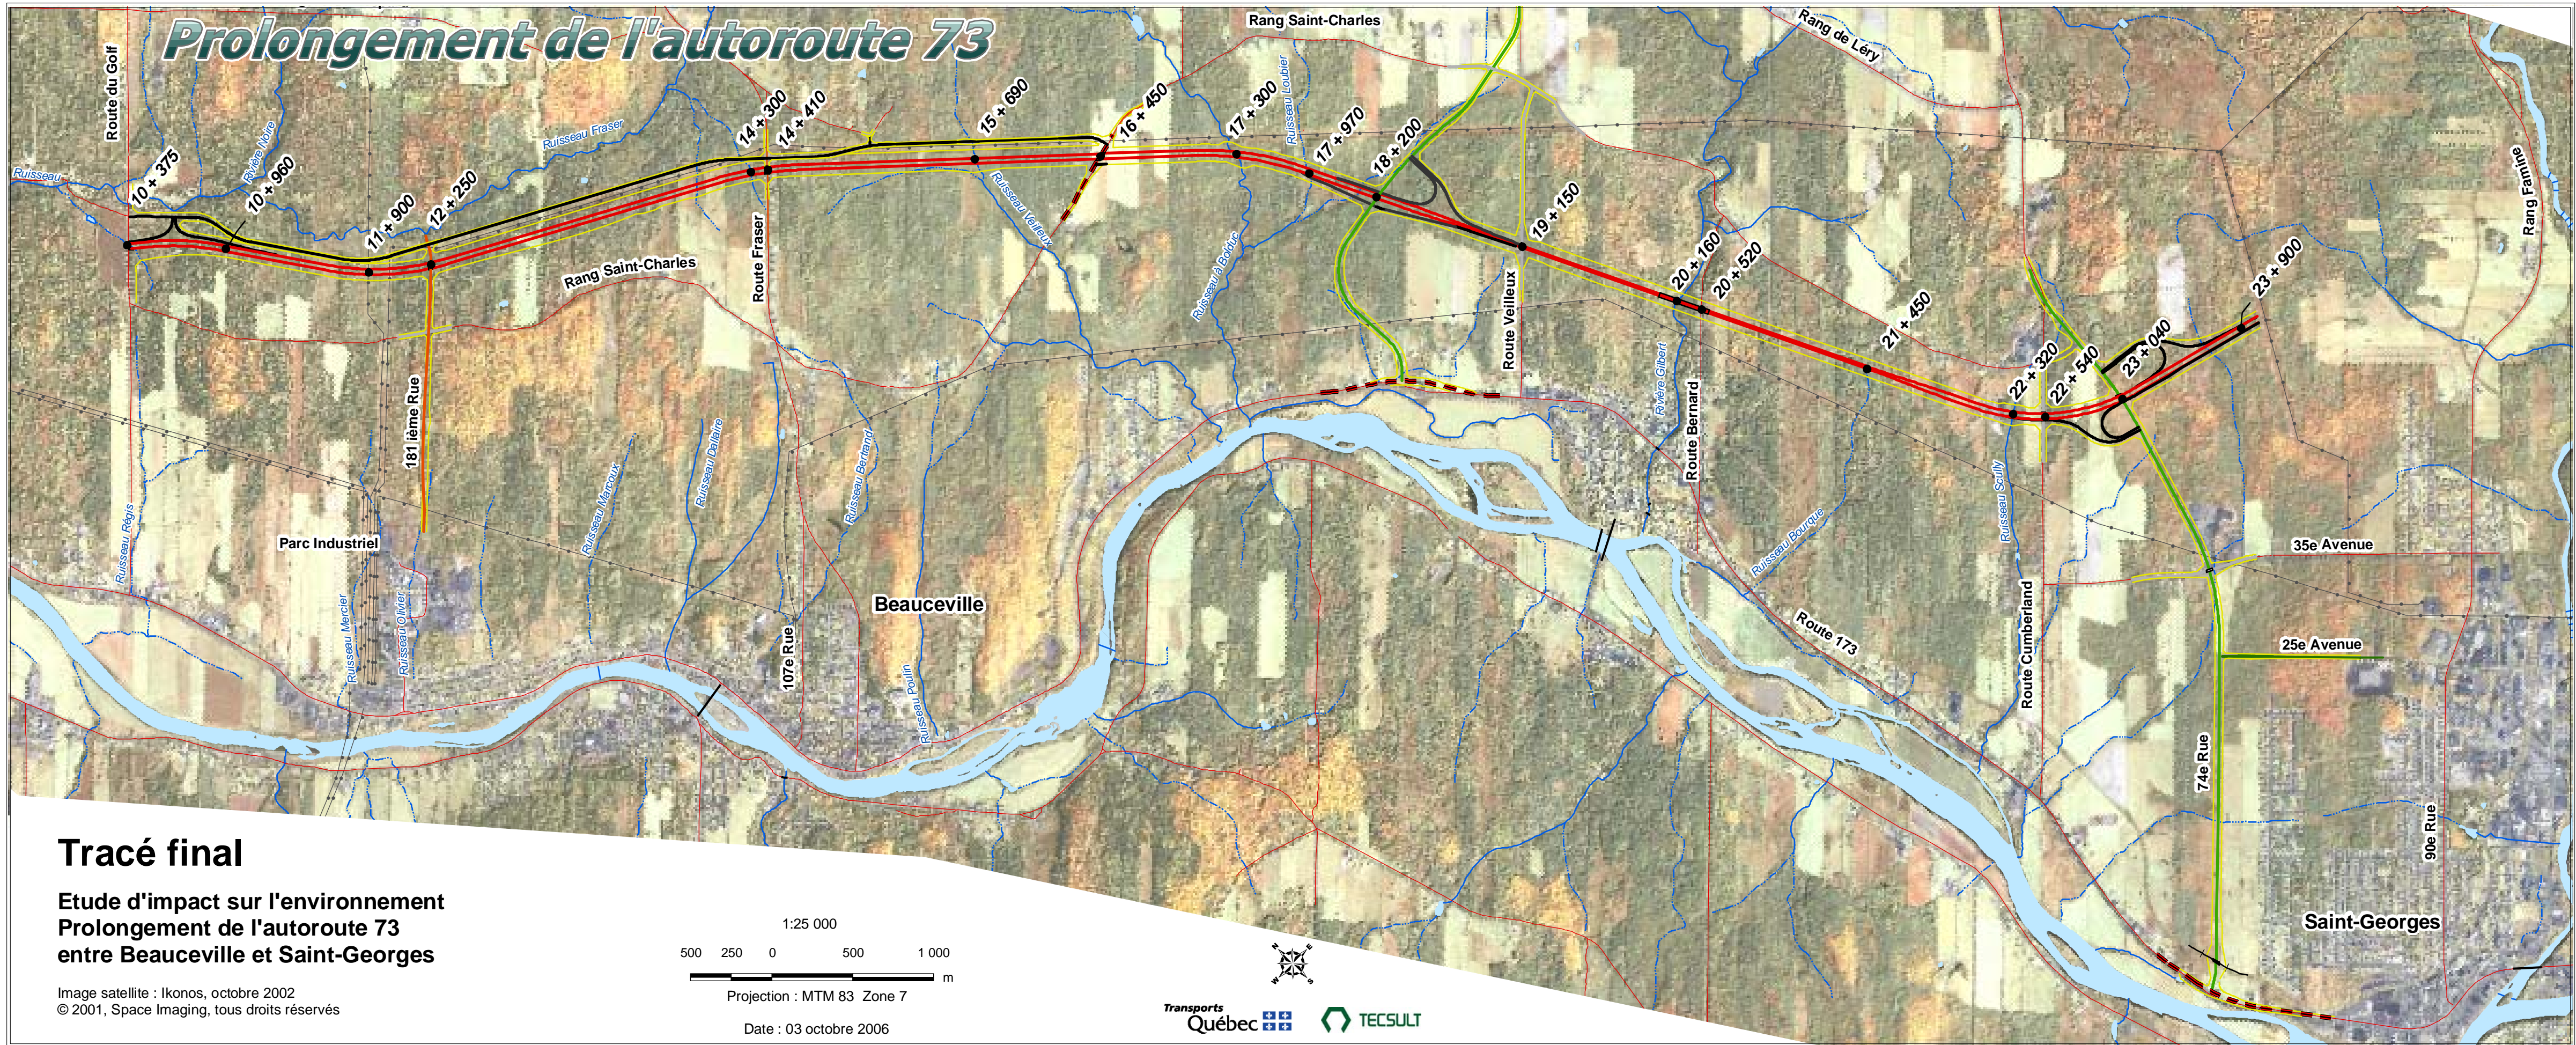 Prolongement de l'autoroute 73
Rang Saint-Charles
Rang de Léry
Route du Golf
Rivière Noire
Ruisseau Fraser
Ruisseau Loubier
Rang Famine
Ruisseau
10 + 375
10 + 960
11 + 900
12 + 250
14 + 300
14 + 410
15 + 690
16 + 450
17 + 300
17 + 970
18 + 200
19 + 150
20 + 160
20 + 520
21 + 450
22 + 320
22 + 540
23 + 040
23 + 900
Rang Saint-Charles
Route Fraser
Ruisseau Veilleux
Ruisseau à Bolduc
Route Veilleux
Rivière Gilbert
Route Bernard
181 ième Rue
Ruisseau Régis
Parc Industriel
Ruisseau Mercier
Ruisseau Olivier
Ruisseau Marcoux
Ruisseau Dallaire
Ruisseau Bertrand
107e Rue
Beauceville
Ruisseau Poulin
Ruisseau Bourque
Ruisseau Scully
Route Cumberland
Route 173
35e Avenue
25e Avenue
74e Rue
90e Rue
Saint-Georges
Tracé final
Etude d'impact sur l'environnement
Prolongement de l'autoroute 73
entre Beauceville et Saint-Georges
Image satellite : Ikonos, octobre 2002
© 2001, Space Imaging, tous droits réservés
1:25 000
500 250 0 500 1 000
m
Projection : MTM 83 Zone 7
Date : 03 octobre 2006
N
E
W
S
Transports
Québec
TECSULT